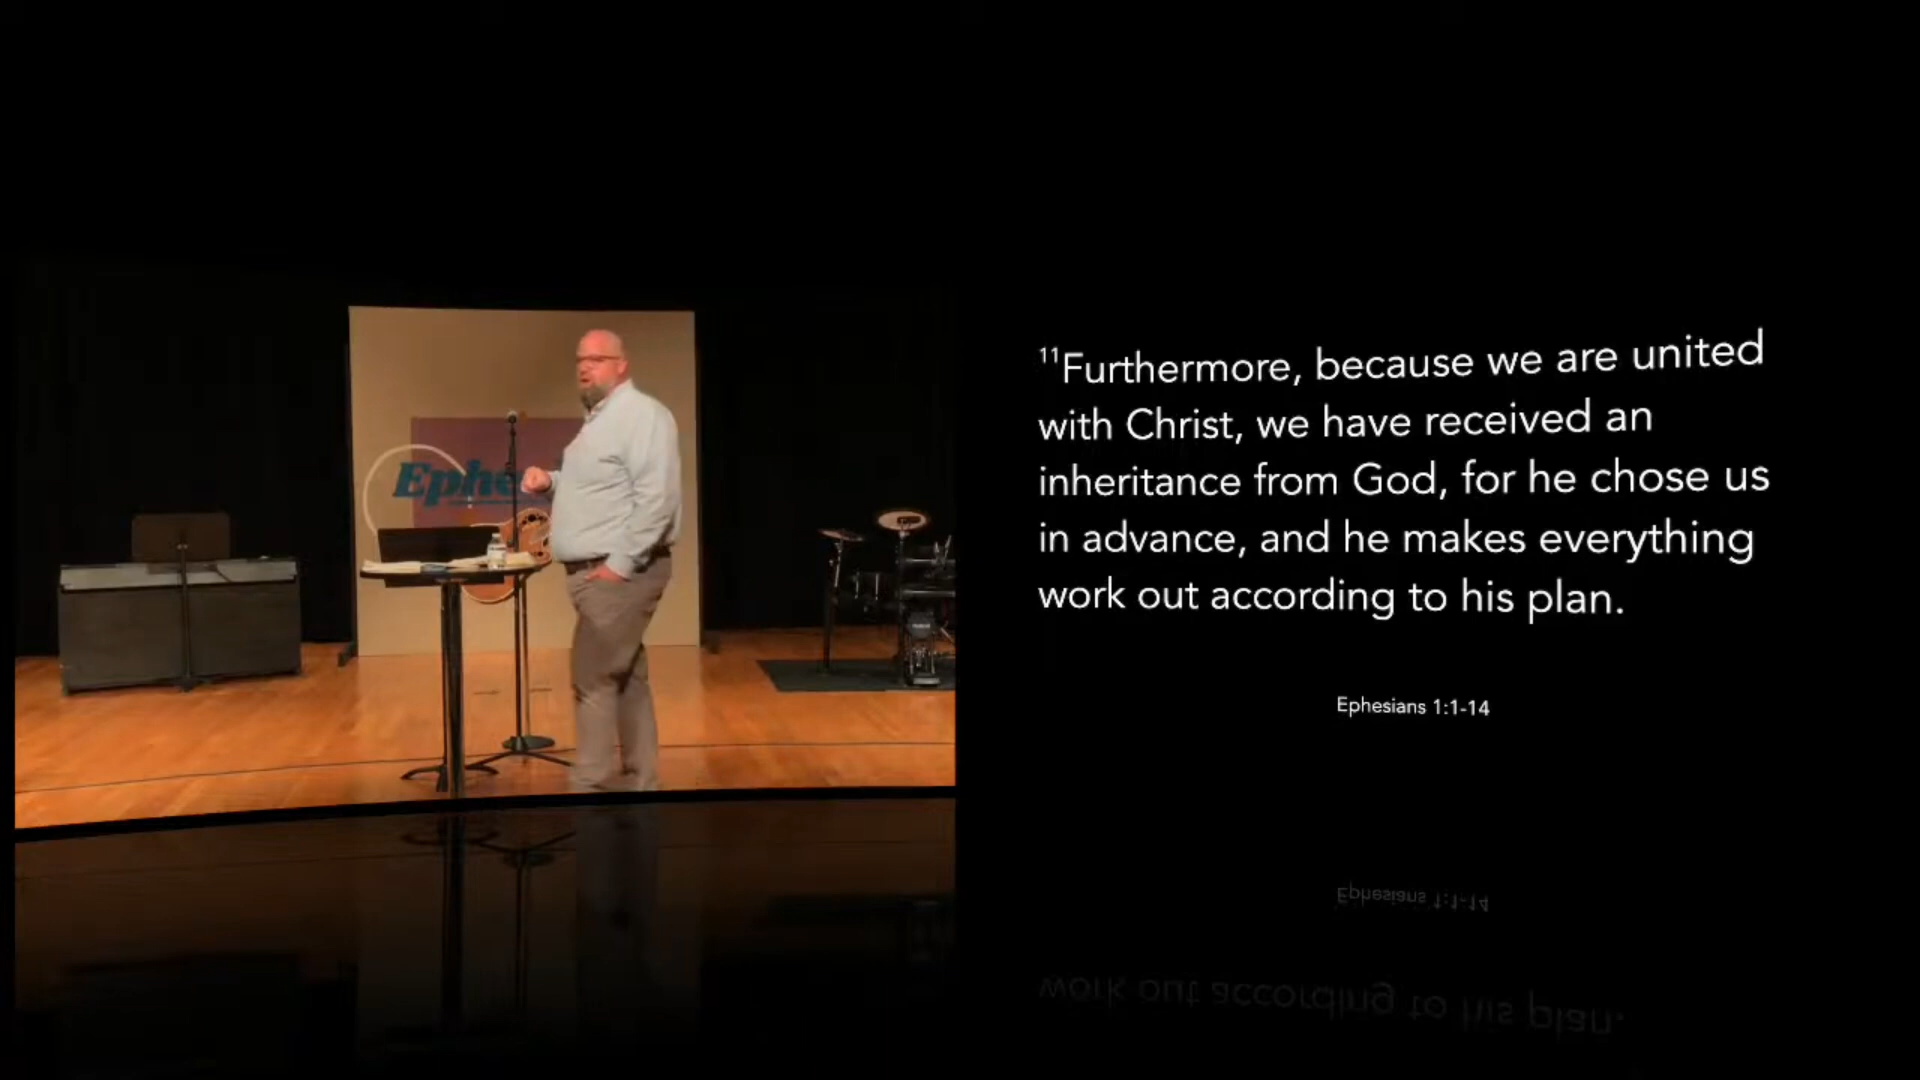 Ephe
¹¹Furthermore, because we are united
with Christ, we have received an
inheritance from God, for he chose us
in advance, and he makes everything
work out according to his plan.
Ephesians 1:1-14